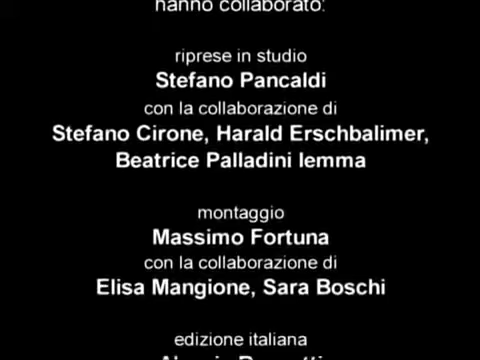 hanno collaborato:
riprese in studio
Stefano Pancaldi
con la collaborazione di
Stefano Cirone, Harald Erschbalimer,
Beatrice Palladini Iemma
montaggio
Massimo Fortuna
con la collaborazione di
Elisa Mangione, Sara Boschi
edizione italiana